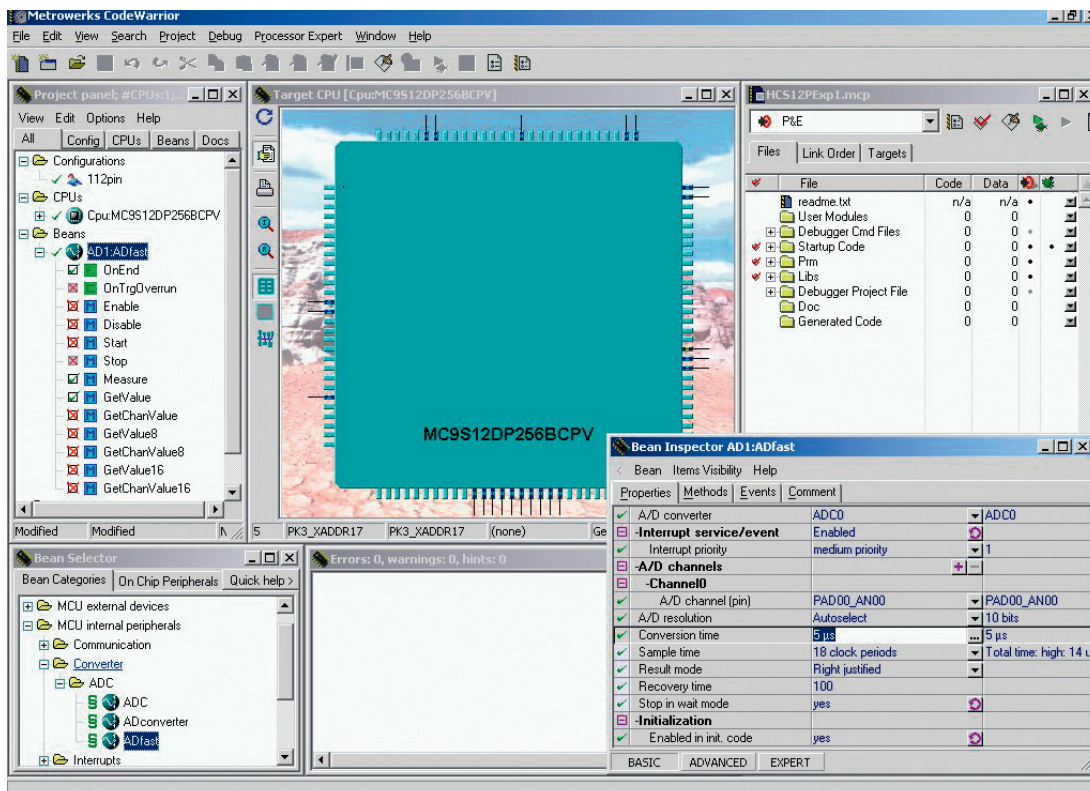 Metrowerks CodeWarrior
File Edit View Search Project Debug Processor Expert Window Help
Project panel; #CPUs:1;...
View Edit Options Help
All Config CPUs Beans Docs
Configurations
112pin
CPUs
Cpu:MC9S12DP256BCPV
Beans
AD1:ADfast
OnEnd
OnTrgOverrun
Enable
Disable
Start
Stop
Measure
GetValue
GetChanValue
GetValue8
GetChanValue8
GetValue16
GetChanValue16
Modified Modified
Target CPU [Cpu:MC9S12DP256BCPV]
MC9S12DP256BCPV
5 PK3_XADDR17 PK3_XADDR17 (none) Ge
HCS12PExp1.mcp
P&E
Files Link Order Targets
File Code Data
readme.txt n/a n/a
User Modules 0 0
Debugger Cmd Files 0 0
Startup Code 0 0
Prm 0 0
Libs 0 0
Debugger Project File 0 0
Doc 0 0
Generated Code 0 0
Bean Selector
Bean Categories On Chip Peripherals Quick help >
MCU external devices
MCU internal peripherals
Communication
Converter
ADC
ADC
ADconverter
ADfast
Interrupts
Errors: 0, warnings: 0, hints: 0
Bean Inspector AD1:ADfast
< Bean Items Visibility Help
Properties Methods Events Comment
A/D converter ADC0 ADC0
-Interrupt service/event Enabled
Interrupt priority medium priority 1
-A/D channels + -
-Channel0
A/D channel (pin) PAD00_AN00 PAD00_AN00
A/D resolution Autoselect 10 bits
Conversion time 5 µs ... 5 µs
Sample time 18 clock periods Total time: high: 14 u
Result mode Right justified
Recovery time 100
Stop in wait mode yes
-Initialization
Enabled in init. code yes
BASIC ADVANCED EXPERT